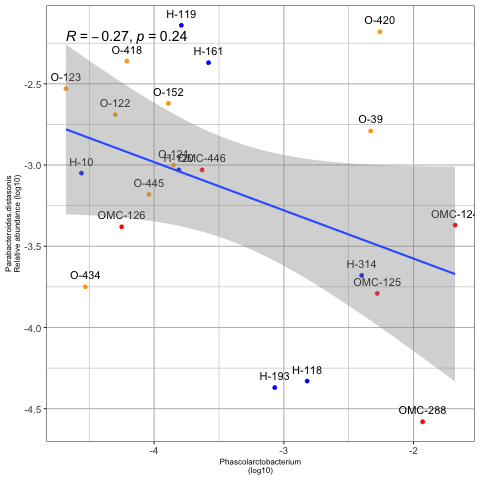 H-119
O-420
R = − 0.27, p = 0.24
O-418
H-161
-2.5
O-123
O-152
O-122
O-39
-3.0
O-121
OMC-446
H-10
O-445
OMC-126
OMC-124
-3.5
H-314
O-434
OMC-125
-4.0
H-193
H-118
-4.5
OMC-288
-4
-3
-2
Parabacteroides.distasonis
Relative abundance (log10)
Phascolarctobacterium
(log10)